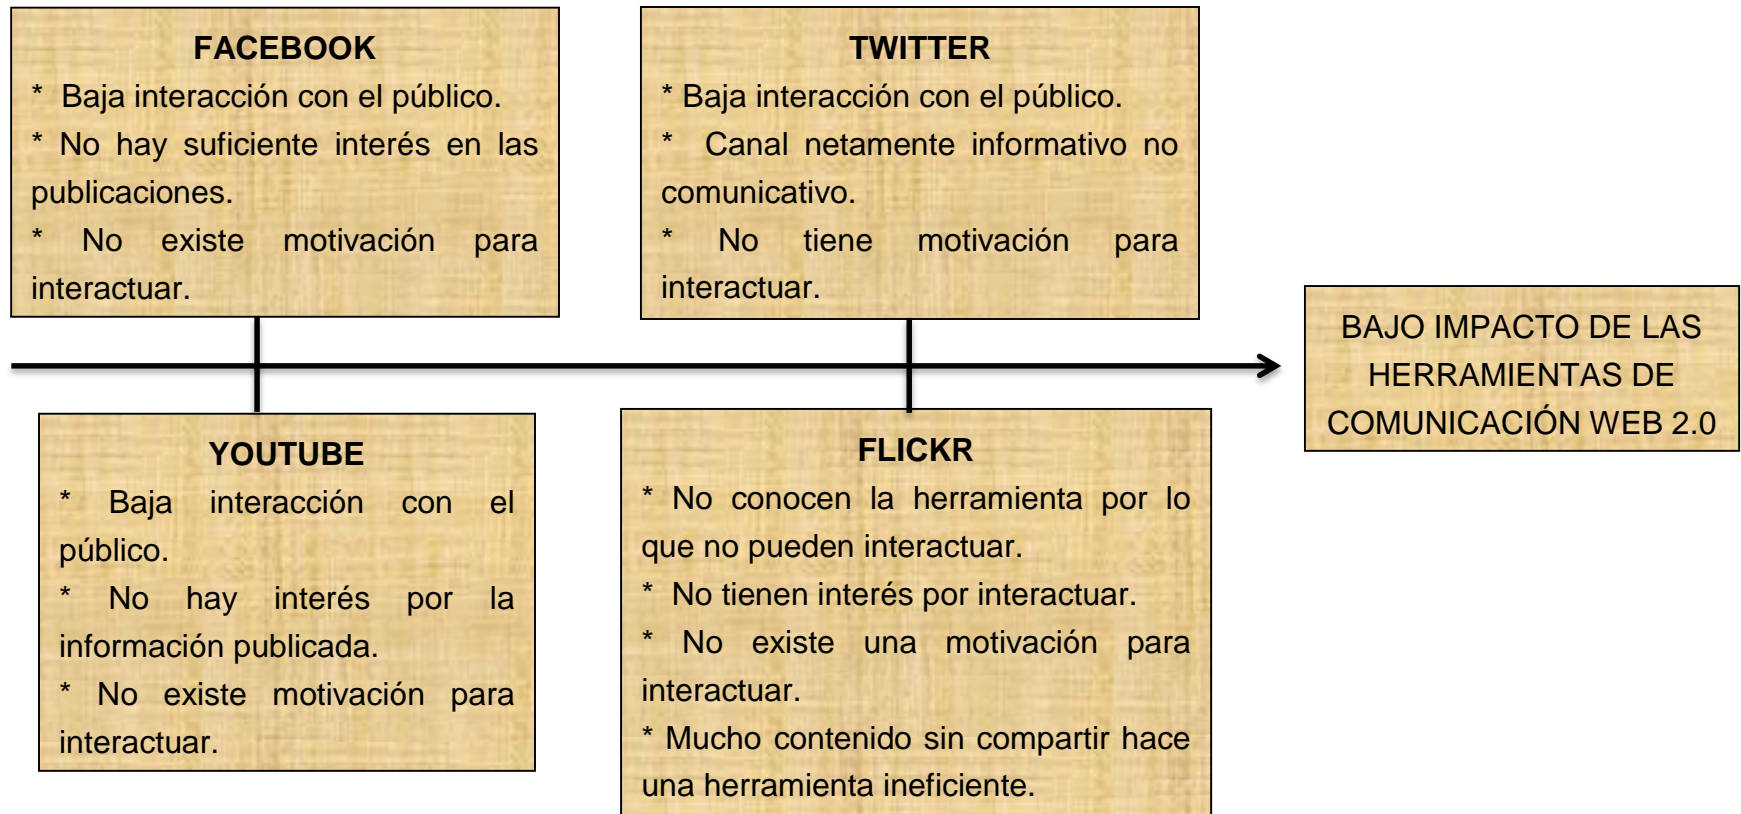 FACEBOOK
* Baja interacción con el público.
* No hay suficiente interés en las
publicaciones.
* No existe motivación para
interactuar.
TWITTER
* Baja interacción con el público.
* Canal netamente informativo no
comunicativo.
* No tiene motivación para
interactuar.
BAJO IMPACTO DE LAS
HERRAMIENTAS DE
COMUNICACIÓN WEB 2.0
YOUTUBE
* Baja interacción con el
público.
* No hay interés por la
información publicada.
* No existe motivación para
interactuar.
FLICKR
* No conocen la herramienta por lo
que no pueden interactuar.
* No tienen interés por interactuar.
* No existe una motivación para
interactuar.
* Mucho contenido sin compartir hace
una herramienta ineficiente.